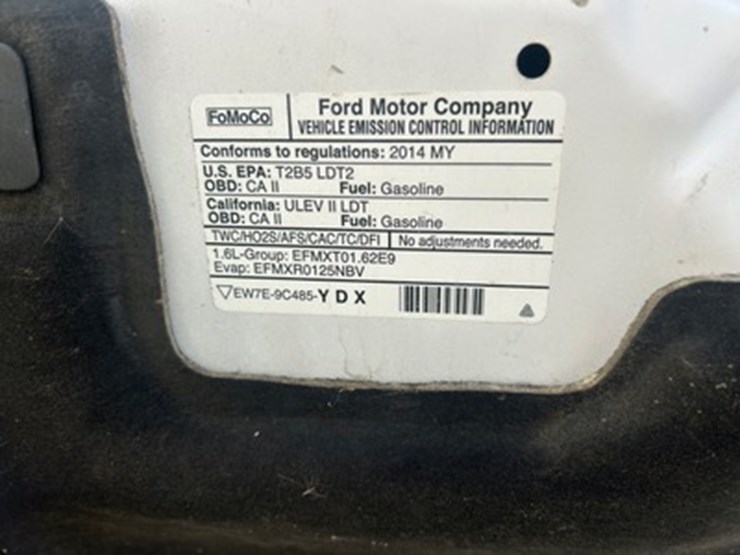 FoMoCo
Ford Motor Company
VEHICLE EMISSION CONTROL INFORMATION
Conforms to regulations: 2014 MY
U.S. EPA: T2B5 LDT2
OBD: CA II Fuel: Gasoline
California: ULEV II LDT
OBD: CA II Fuel: Gasoline
TWC/HO2S/AFS/CAC/TC/DFI No adjustments needed.
1.6L-Group: EFMXT01.62E9
Evap: EFMXR0125NBV
EW7E-9C485-Y D X